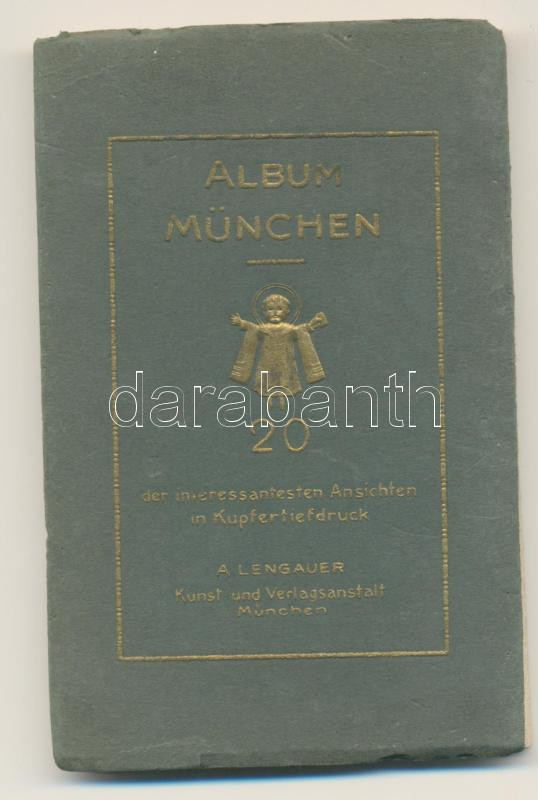 ALBUM
MÜNCHEN
darabanth
20
der interessantesten Ansichten
in Kupfertiefdruck
A LENGAUER
Kunst und Verlagsanstalt
München